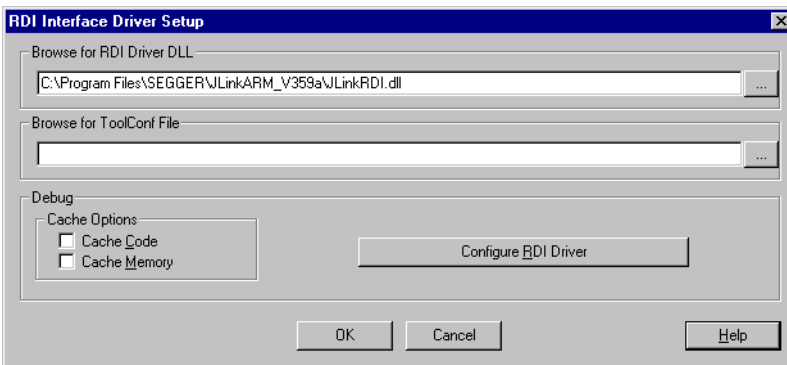 RDI Interface Driver Setup
Browse for RDI Driver DLL
C:\Program Files\SEGGER\JLinkARM_V359a\JLinkRDI.dll
...
Browse for ToolConf File
...
Debug
Cache Options
Cache Code
Cache Memory
Configure RDI Driver
OK
Cancel
Help